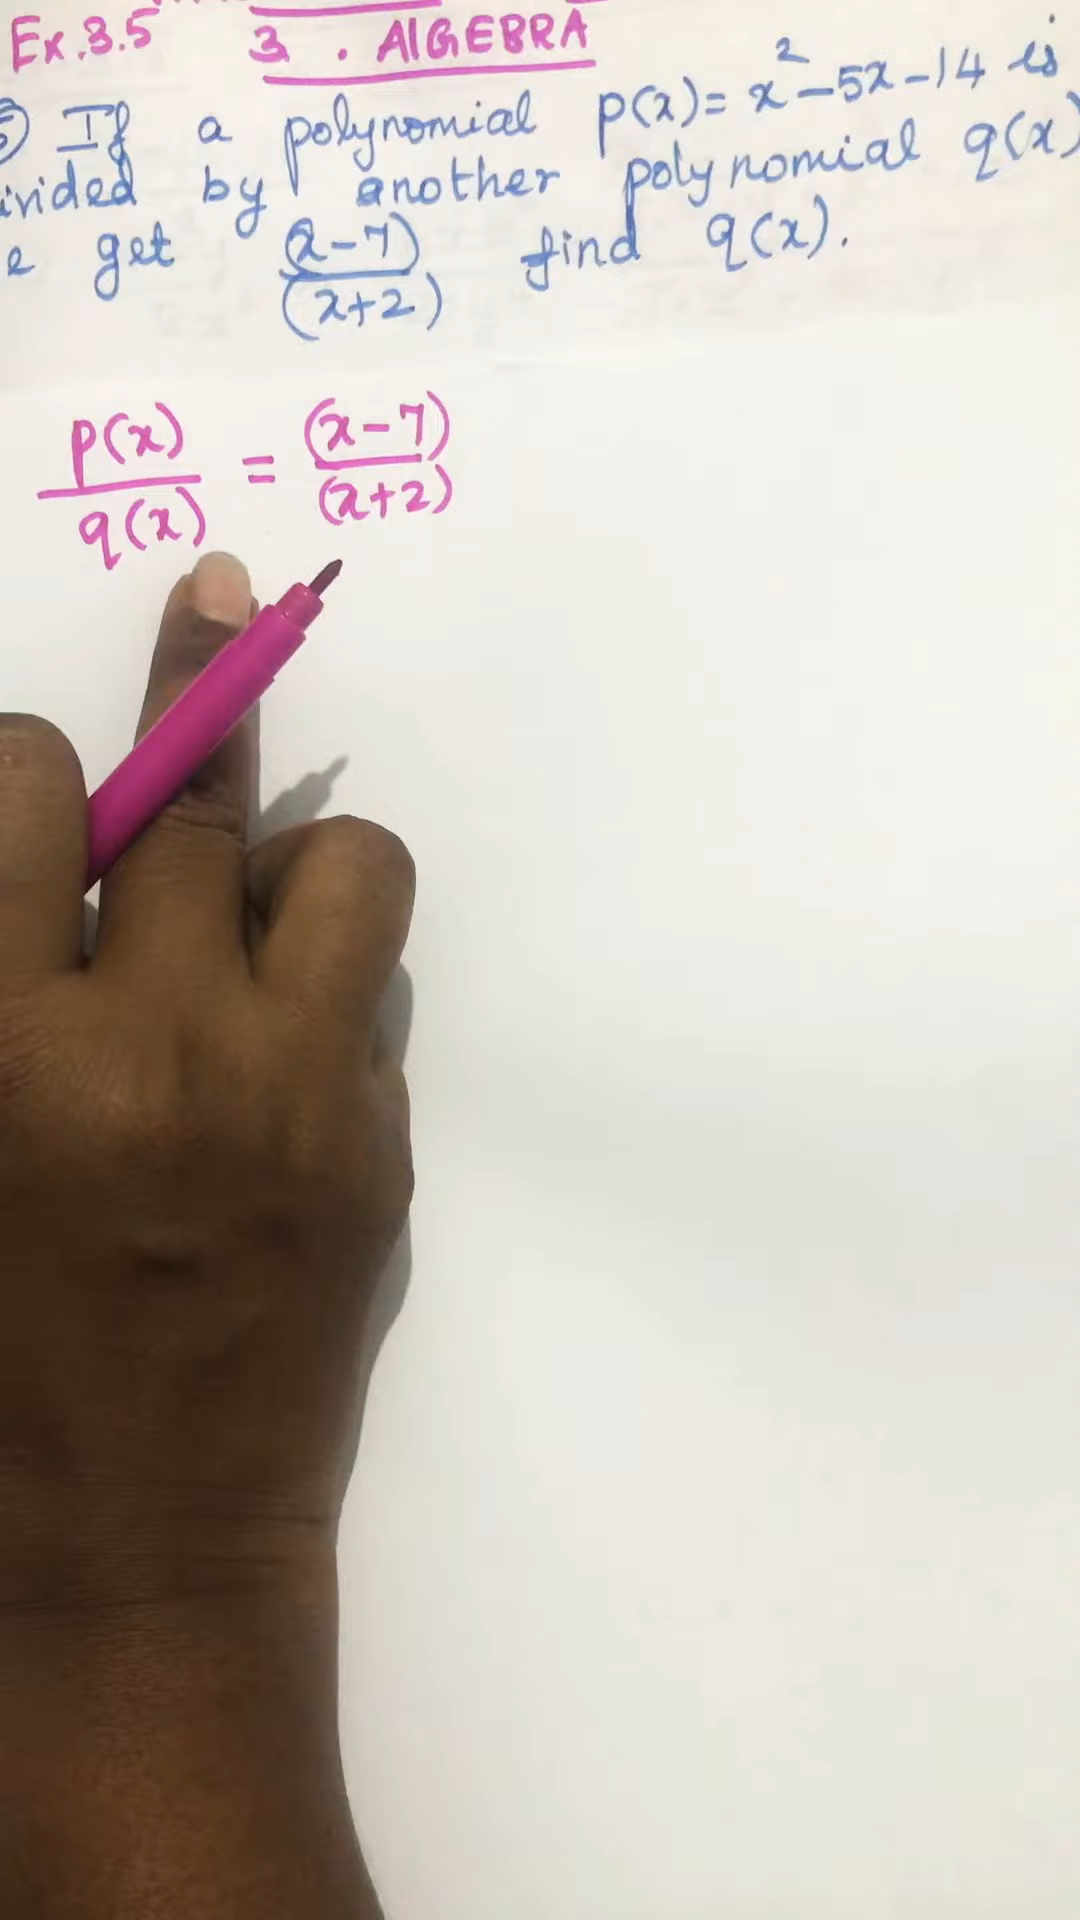 Ex.3.5 3. AlGEBRA
If a polynomial p(x)= x²-5x-14 is
ivided by another polynomial q(x)
e get (x-7)/(x+2) find q(x).
p(x)/q(x) = (x-7)/(x+2)